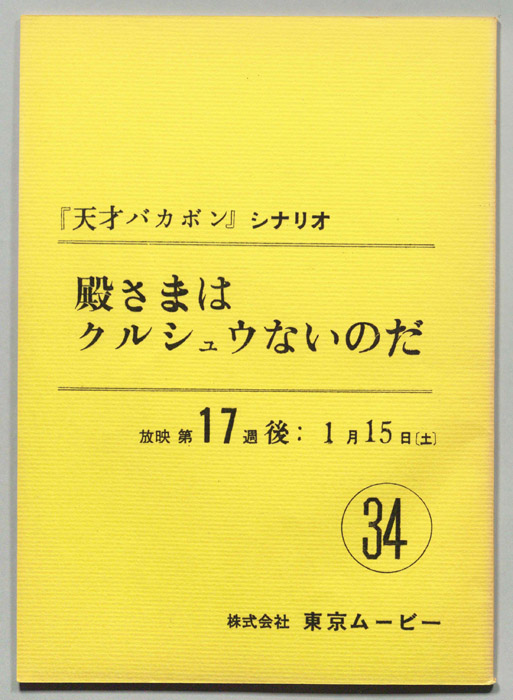 『天才バカボン』シナリオ
殿さまは
クルシュウないのだ
放映 第17週後: 1月15日〔土〕
34
株式会社 東京ムービー